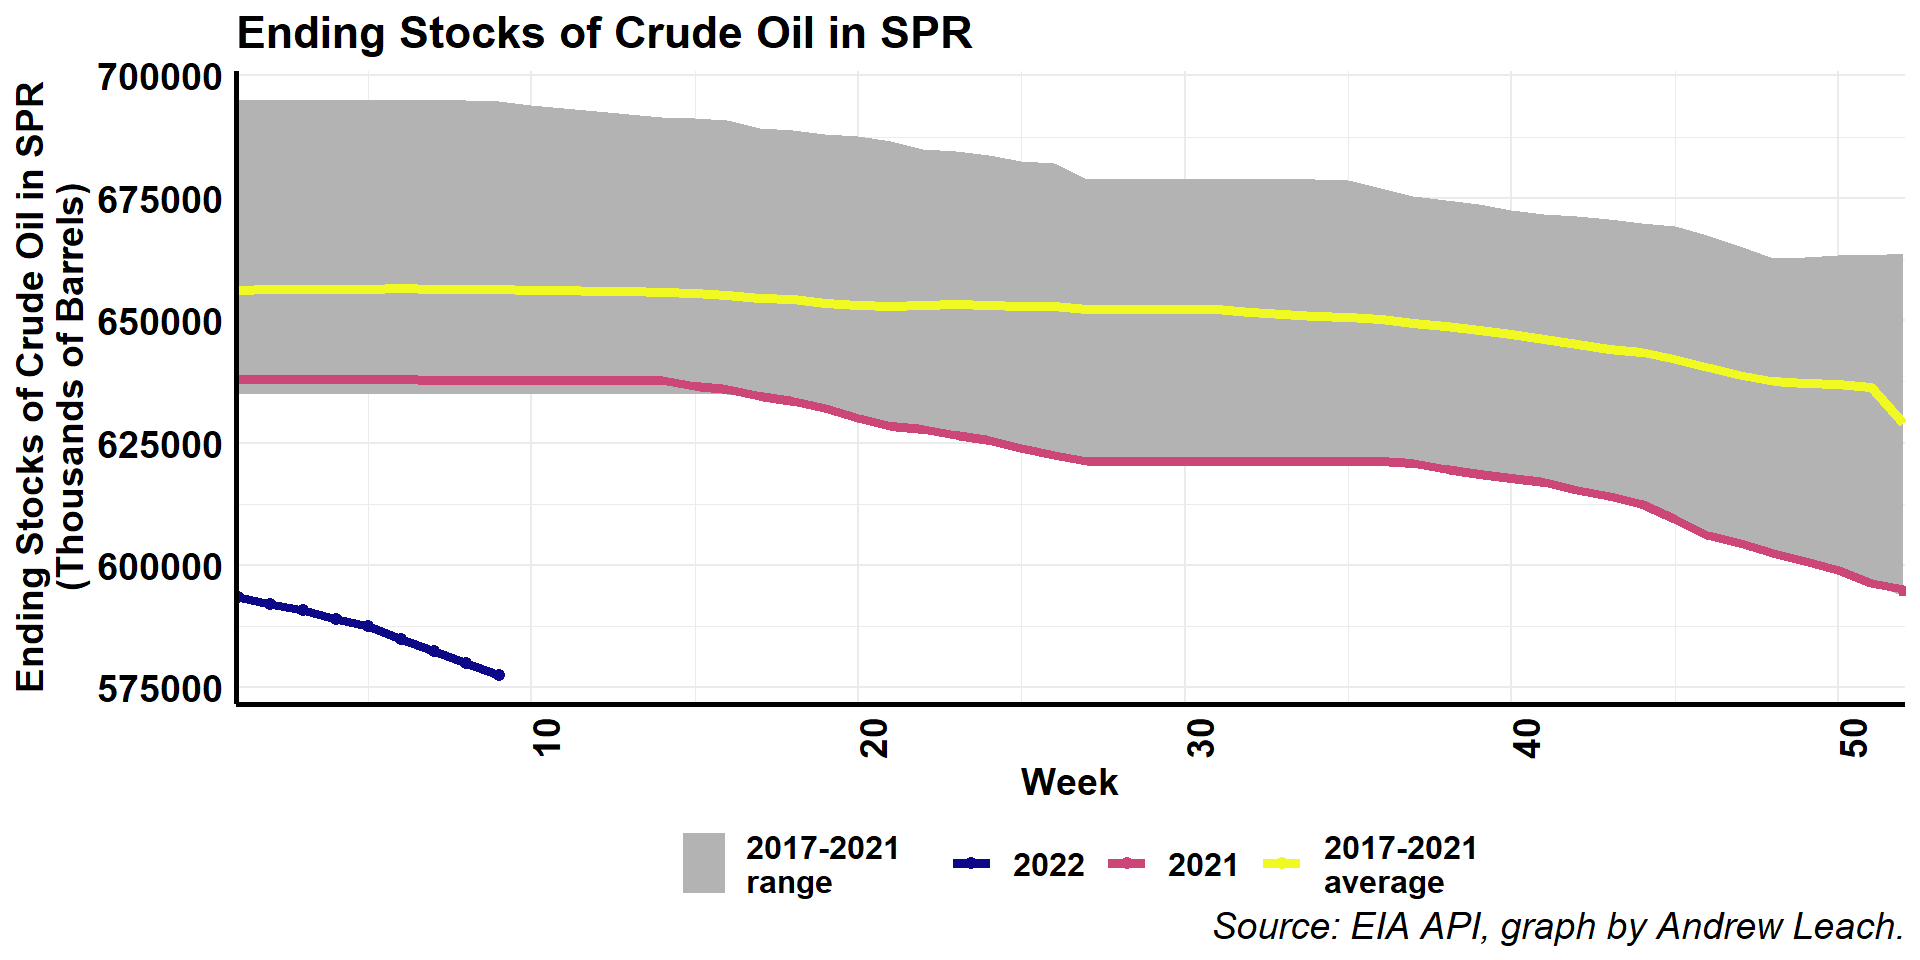 Ending Stocks of Crude Oil in SPR
Ending Stocks of Crude Oil in SPR
(Thousands of Barrels)
700000
675000
650000
625000
600000
575000
10
20
30
40
50
Week
2017-2021
range
2022
2021
2017-2021
average
Source: EIA API, graph by Andrew Leach.